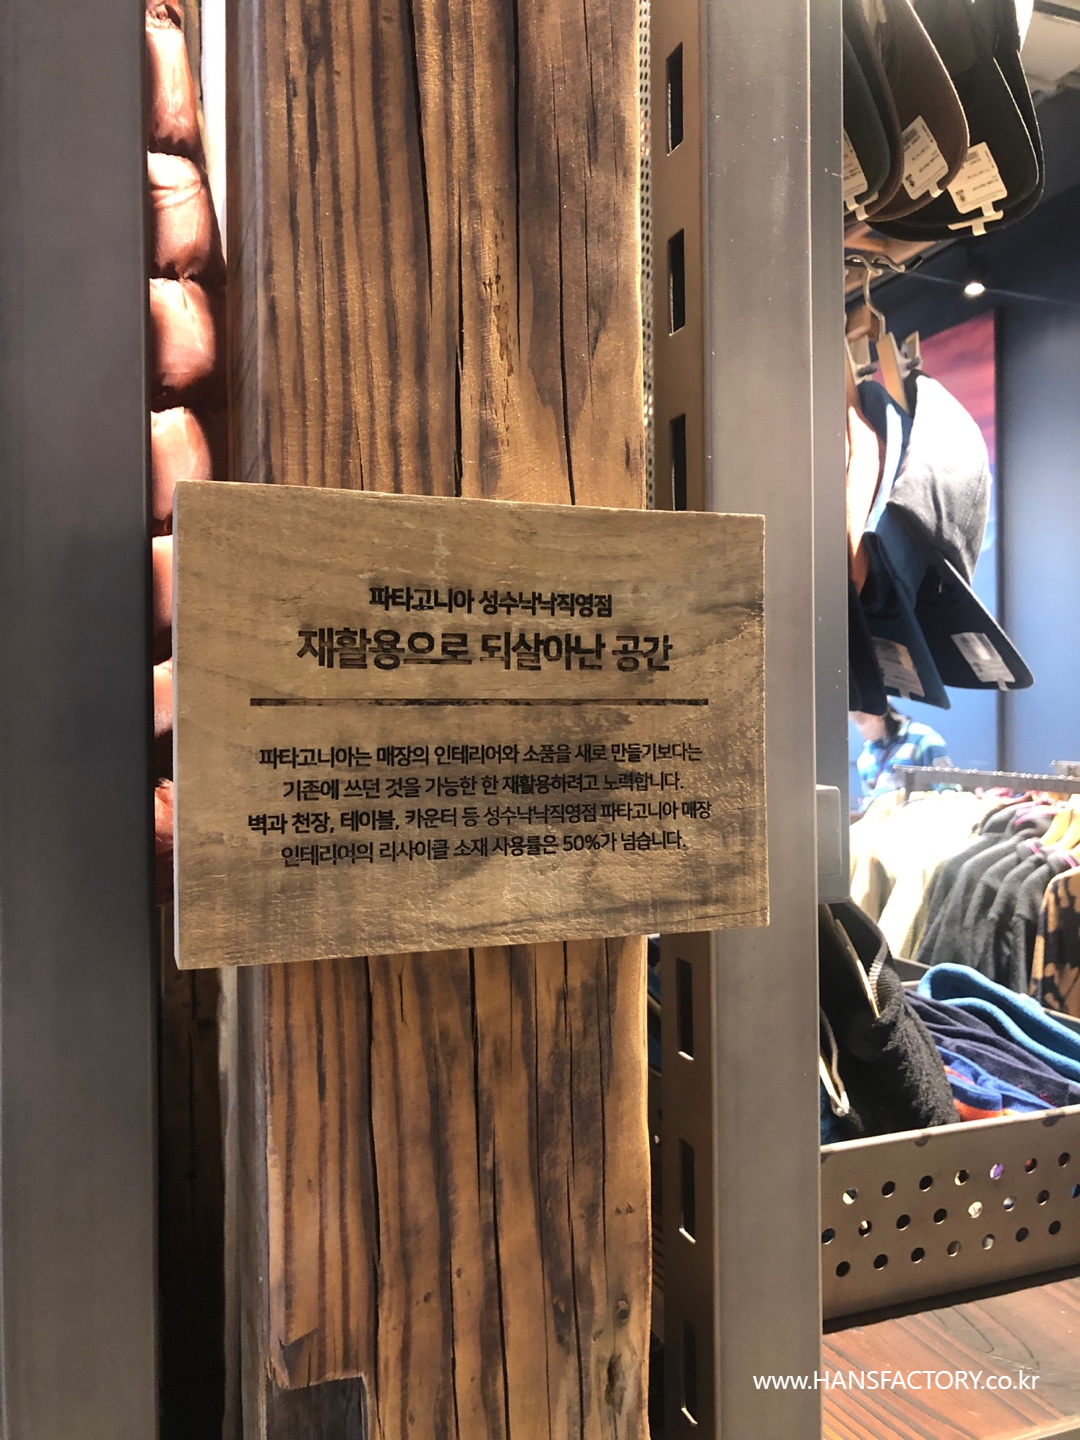 파타고니아 성수낙낙직영점
재활용으로 되살아난 공간
파타고니아는 매장의 인테리어와 소품을 새로 만들기보다는
기존에 쓰던 것을 가능한 한 재활용하려고 노력합니다.
벽과 천장, 테이블, 카운터 등 성수낙낙직영점 파타고니아 매장
인테리어의 리사이클 소재 사용률은 50%가 넘습니다.
www.HANSFACTORY.co.kr